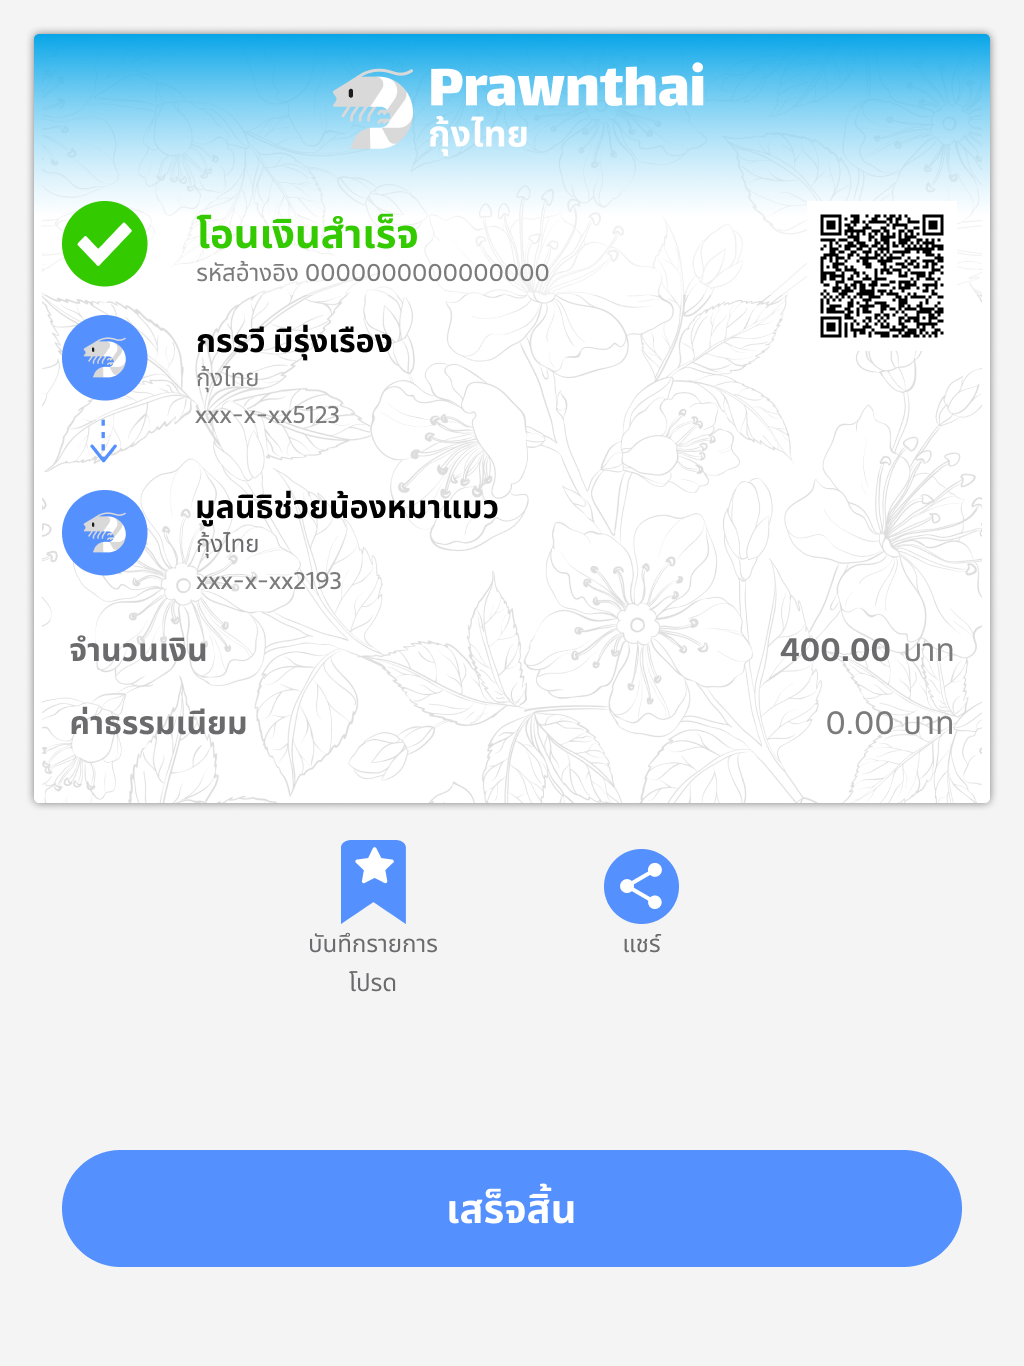 Prawnthai
กุ้งไทย
โอนเงินสำเร็จ
รหัสอ้างอิง 0000000000000000
กรรวี มีรุ่งเรือง
กุ้งไทย
xxx-x-xx5123
มูลนิธิช่วยน้องหมาแมว
กุ้งไทย
xxx-x-xx2193
จำนวนเงิน 400.00 บาท
ค่าธรรมเนียม 0.00 บาท
บันทึกรายการ
โปรด
แชร์
เสร็จสิ้น